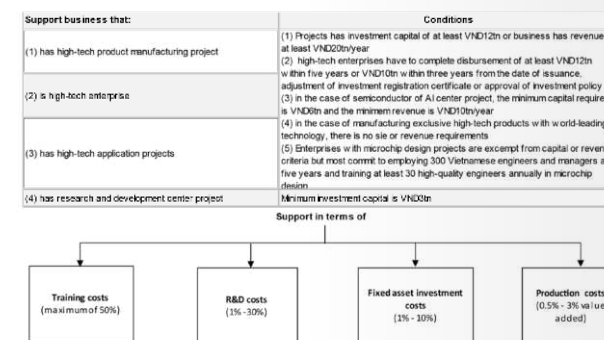 Support business that:
Conditions
(1) has high-tech product manufacturing project
(2) is high-tech enterprise
(3) has high-tech application projects
(1) Projects has investment capital of at least VND12tn or business has revenue
at least VND20tn/year
(2) high-tech enterprises have to complete disbursement of at least VND12tn
within five years or VND10tn within three years from the date of issuance,
adjustment of investment registration certificate or approval of investment policy
(3) in the case of semiconductor of AI center project, the minimum capital require
is VND6tn and the minimem revenue is VND10tn/year
(4) in the case of manufacturing exclusive high-tech products with world-leading
technology, there is no sie or revenue requirements
(5) Enterprises with microchip design projects are excempt from capital or reven
criteria but most commit to employing 300 Vietnamese engineers and managers a
five years and training at least 30 high-quality engineers annually in microchip
design
(4) has research and development center project
Minimum investment capital is VND3tn
Support in terms of
Training costs
(maximum of 50%)
R&D costs
(1% -30%)
Fixed asset investment
costs
(1% - 10%)
Production costs
(0.5% - 3% value
added)